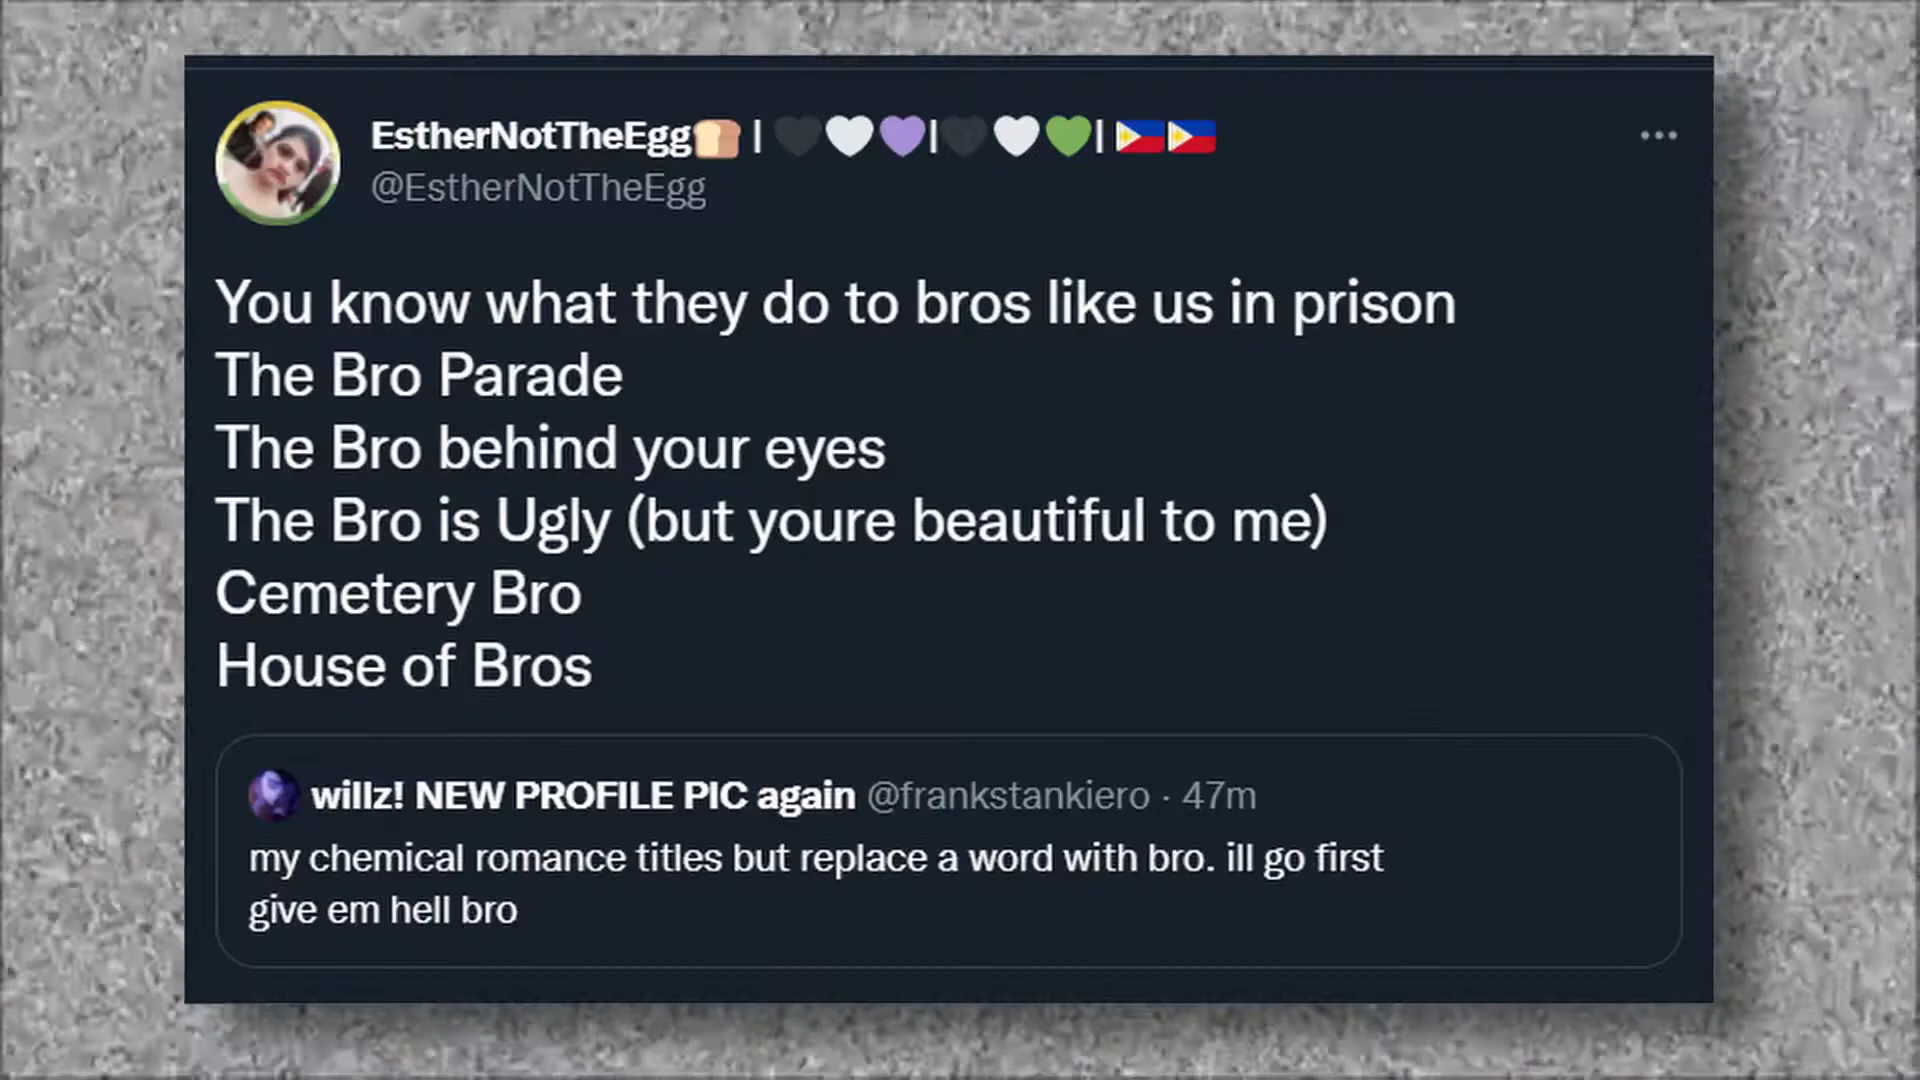 EstherNotTheEgg🍞 | 🖤🤍💜|🖤🤍💚| 🇵🇭🇵🇭
@EstherNotTheEgg
You know what they do to bros like us in prison
The Bro Parade
The Bro behind your eyes
The Bro is Ugly (but youre beautiful to me)
Cemetery Bro
House of Bros
willz! NEW PROFILE PIC again @frankstankiero · 47m
my chemical romance titles but replace a word with bro. ill go first
give em hell bro